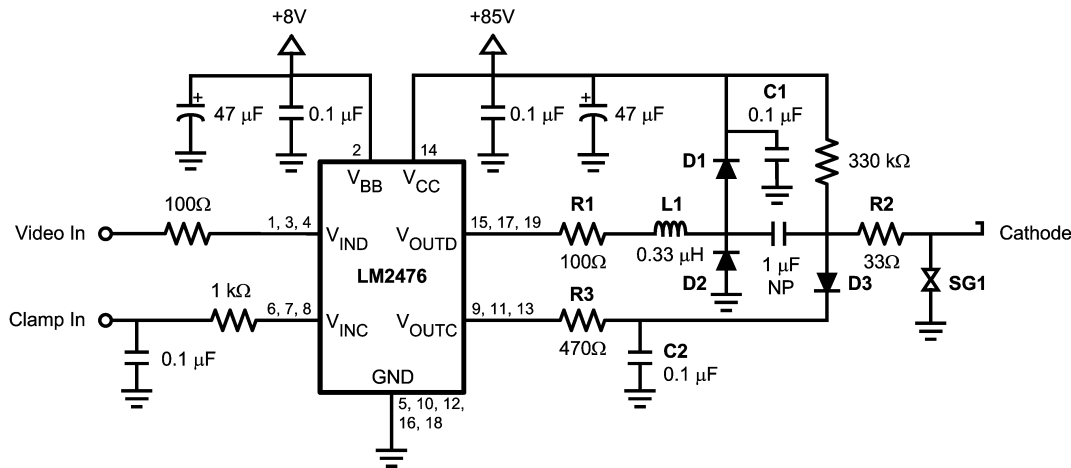 +8V
+85V
+
47 μF
0.1 μF
0.1 μF
+
47 μF
C1
0.1 μF
2
14
D1
330 kΩ
V_BB
V_CC
100Ω
R1
L1
R2
Video In
1, 3, 4
V_IND
V_OUTD
15, 17, 19
Cathode
LM2476
100Ω
0.33 μH
D2
1 μF
NP
33Ω
D3
SG1
1 kΩ
R3
Clamp In
6, 7, 8
V_INC
V_OUTC
9, 11, 13
470Ω
0.1 μF
C2
0.1 μF
GND
5, 10, 12,
16, 18